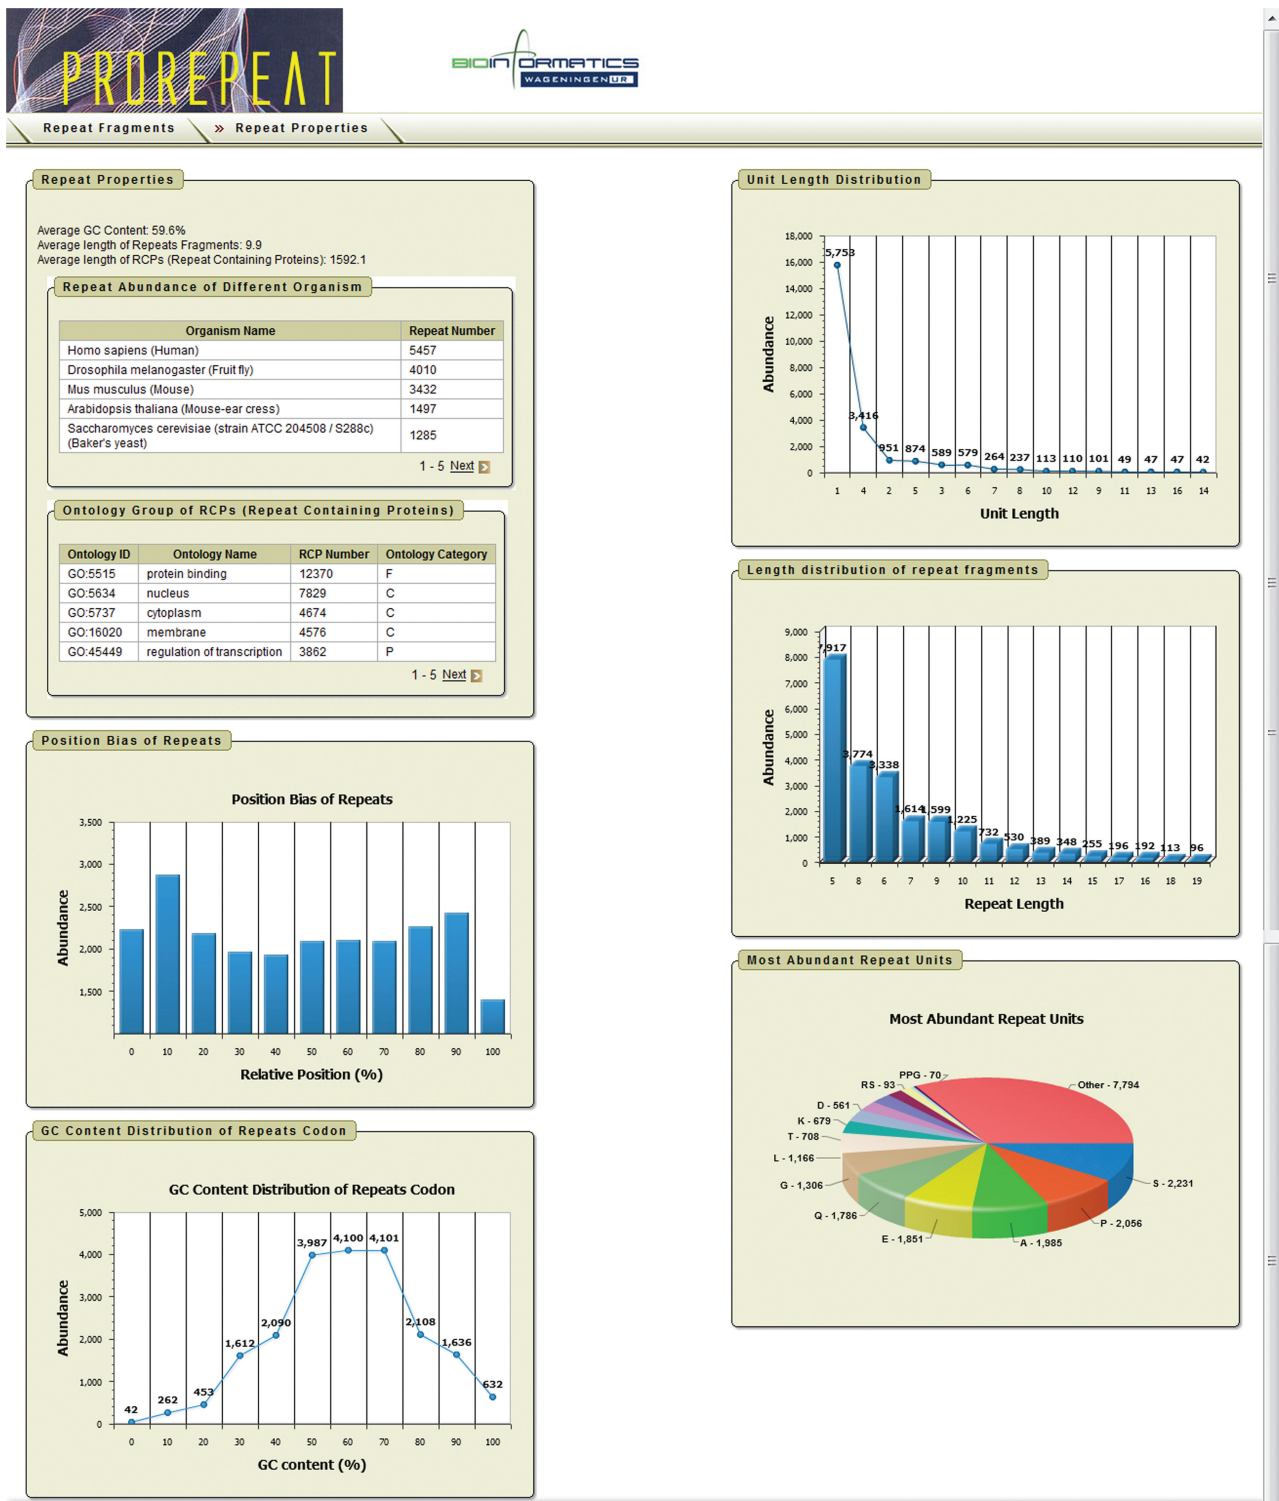 PROREPEAT
BIOINFORMATICS
WAGENINGEN UR
Repeat Fragments » Repeat Properties
Repeat Properties
Average GC Content: 59.6%
Average length of Repeats Fragments: 9.9
Average length of RCPs (Repeat Containing Proteins): 1592.1
Repeat Abundance of Different Organism
Organism Name Repeat Number
Homo sapiens (Human) 5457
Drosophila melanogaster (Fruit fly) 4010
Mus musculus (Mouse) 3432
Arabidopsis thaliana (Mouse-ear cress) 1497
Saccharomyces cerevisiae (strain ATCC 204508 / S288c)
(Baker's yeast) 1285
1 - 5 Next
Ontology Group of RCPs (Repeat Containing Proteins)
Ontology ID Ontology Name RCP Number Ontology Category
GO:5515 protein binding 12370 F
GO:5634 nucleus 7829 C
GO:5737 cytoplasm 4674 C
GO:16020 membrane 4576 C
GO:45449 regulation of transcription 3862 P
1 - 5 Next
Position Bias of Repeats
Position Bias of Repeats
3,500
3,000
2,500
2,000
1,500
Abundance
0 10 20 30 40 50 60 70 80 90 100
Relative Position (%)
GC Content Distribution of Repeats Codon
GC Content Distribution of Repeats Codon
5,000
4,000
3,000
2,000
1,000
0
Abundance
42 262 453 1,612 2,090 3,987 4,100 4,101 2,108 1,636 632
0 10 20 30 40 50 60 70 80 90 100
GC content (%)
Unit Length Distribution
18,000
16,000
14,000
12,000
10,000
8,000
6,000
4,000
2,000
0
Abundance
5,753 3,416 951 874 589 579 264 237 113 110 101 49 47 47 42
1 4 2 5 3 6 7 8 10 12 9 11 13 16 14
Unit Length
Length distribution of repeat fragments
9,000
8,000
7,000
6,000
5,000
4,000
3,000
2,000
1,000
0
Abundance
7,917 3,774 3,338 1,614 1,599 1,225 732 530 389 348 255 196 192 113 96
5 8 6 7 9 10 11 12 13 14 15 17 16 18 19
Repeat Length
Most Abundant Repeat Units
Most Abundant Repeat Units
PPG - 70
RS - 93
D - 561
K - 679
T - 708
L - 1,166
G - 1,306
Q - 1,786
E - 1,851
A - 1,985
P - 2,056
S - 2,231
Other - 7,794